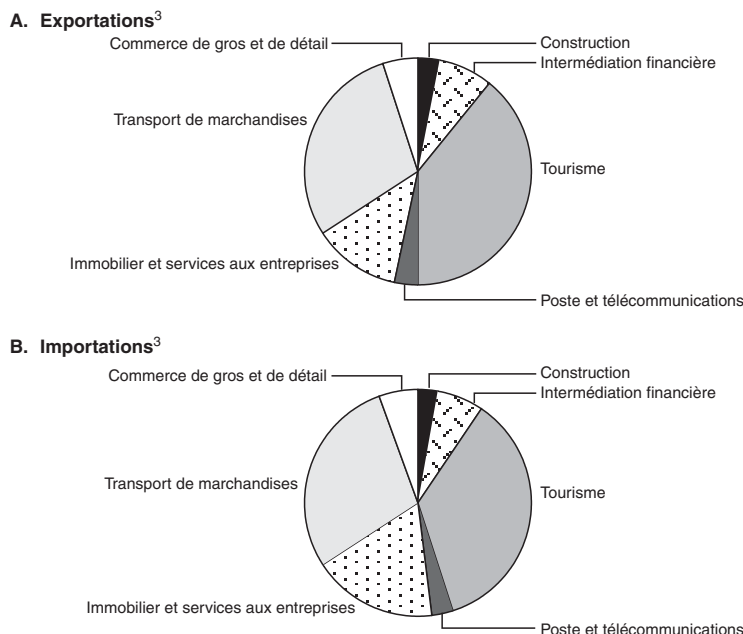 A. Exportations³
Commerce de gros et de détail
Construction
Intermédiation financière
Transport de marchandises
Tourisme
Immobilier et services aux entreprises
Poste et télécommunications
B. Importations³
Commerce de gros et de détail
Construction
Intermédiation financière
Transport de marchandises
Tourisme
Immobilier et services aux entreprises
Poste et télécommunications